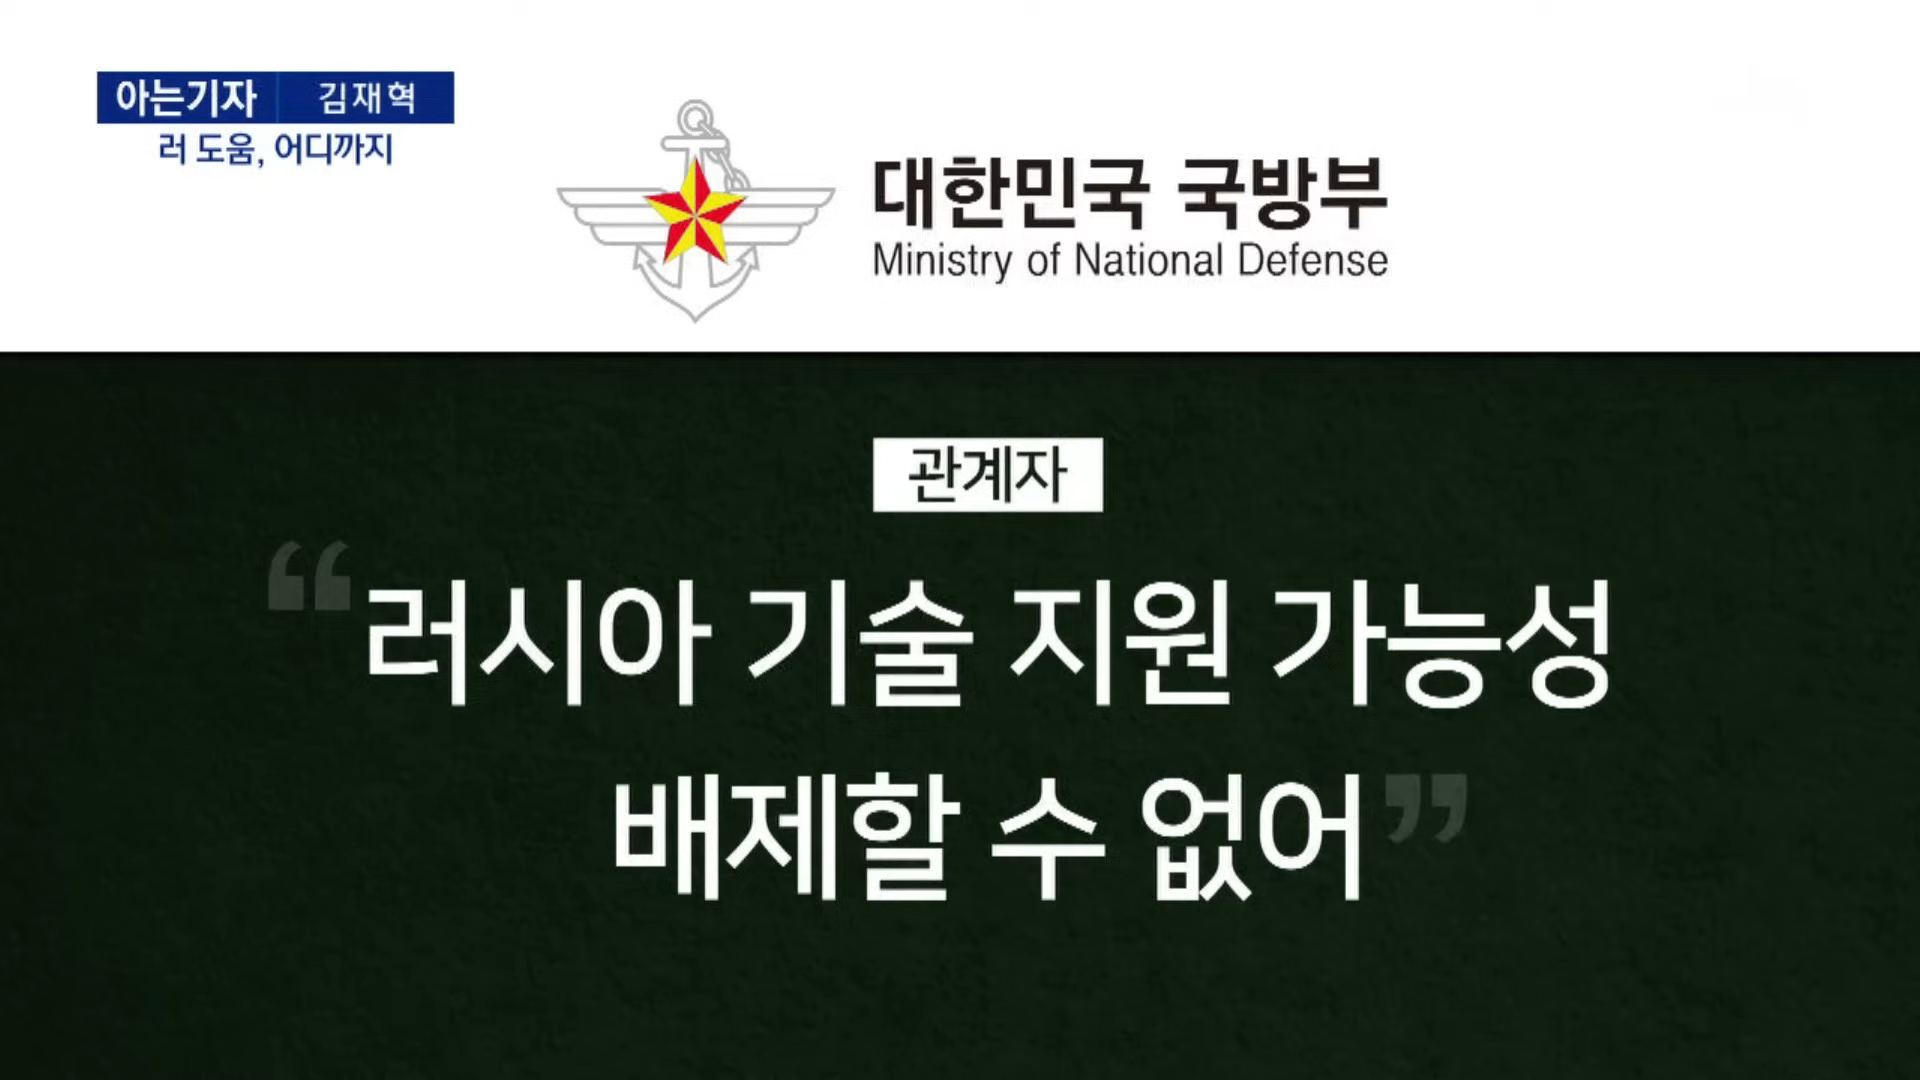 아는기자 김재혁
러 도움, 어디까지
대한민국 국방부
Ministry of National Defense
관계자
“러시아 기술 지원 가능성
배제할 수 없어”